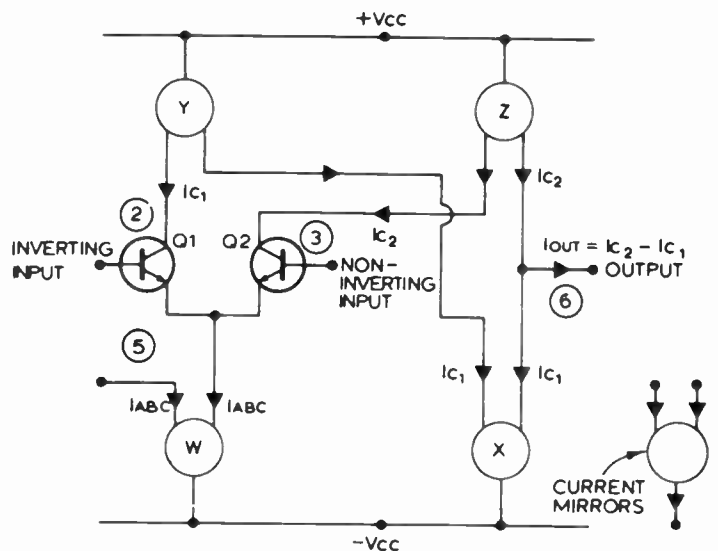 +Vcc
Y
Z
Ic1
Ic2
2
Q1
Q2
3
Ic2
INVERTING
INPUT
NON-
INVERTING
INPUT
IOUT = Ic2 - Ic1
OUTPUT
6
5
IABC
IABC
Ic1
Ic1
W
X
CURRENT
MIRRORS
-Vcc